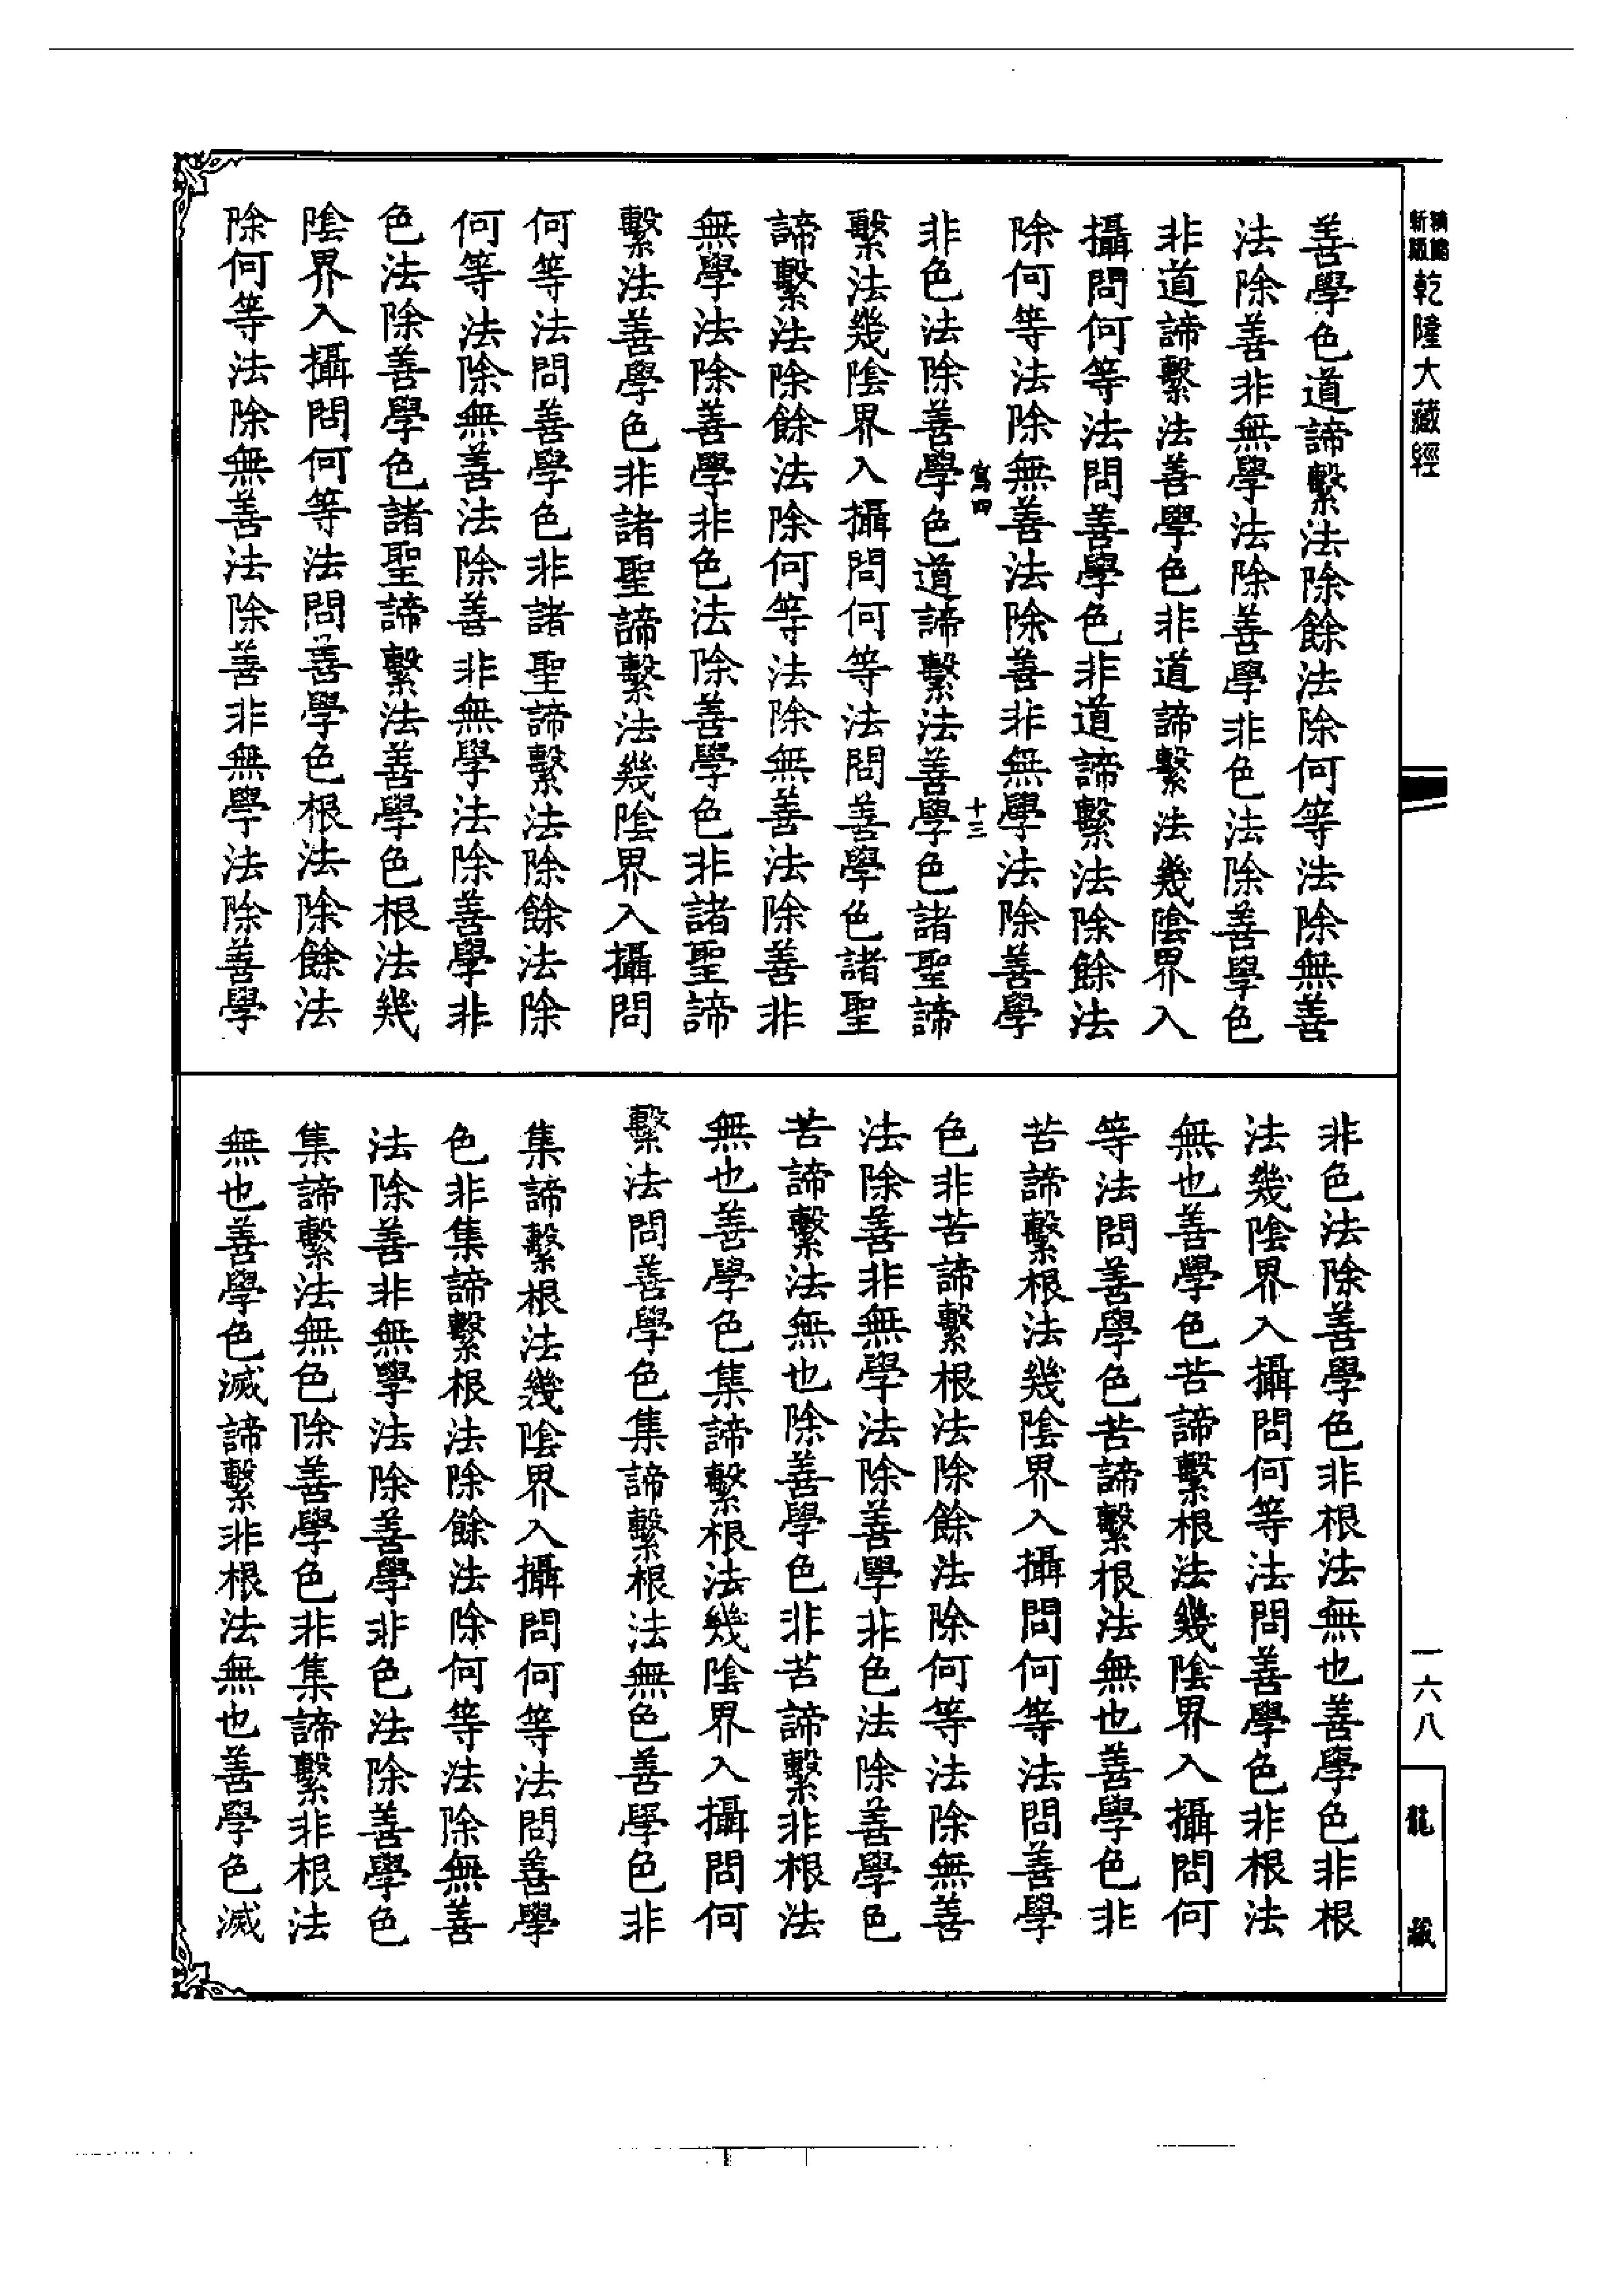 乾隆大藏經
善學色道諦繫法除餘法除何等法除無善
法除善非無學法除善學非色法除善學色
非道諦繫法善學色非道諦繫法幾陰界入
攝問何等法問善學色非道諦繫法除餘法
除何等法除無善法除善非無學法除善學
寫四 十三
非色法除善學色道諦繫法善學色諸聖諦
繫法幾陰界入攝問何等法問善學色諸聖
諦繫法除餘法除何等法除無善法除善非
無學法除善學非色法除善學色非諸聖諦
繫法善學色非諸聖諦繫法幾陰界入攝問
何等法問善學色非諸聖諦繫法除餘法除
何等法除無善法除善非無學法除善學非
色法除善學色諸聖諦繫法善學色根法幾
陰界入攝問何等法問善學色根法除餘法
除何等法除無善法除善非無學法除善學
非色法除善學色非根法無也善學色非根
法幾陰界入攝問何等法問善學色非根法
無也善學色苦諦繫根法幾陰界入攝問何
等法問善學色苦諦繫根法無也善學色非
苦諦繫根法幾陰界入攝問何等法問善學
色非苦諦繫根法除餘法除何等法除無善
法除善非無學法除善學非色法除善學色
苦諦繫法無也除善學色非苦諦繫非根法
無也善學色集諦繫根法幾陰界入攝問何
繫法問善學色集諦繫根法無色善學色非
集諦繫根法幾陰界入攝問何等法問善學
色非集諦繫根法除餘法除何等法除無善
法除善非無學法除善學非色法除善學色
集諦繫法無色除善學色非集諦繫非根法
無也善學色滅諦繫非根法無也善學色滅
一六八
龍藏